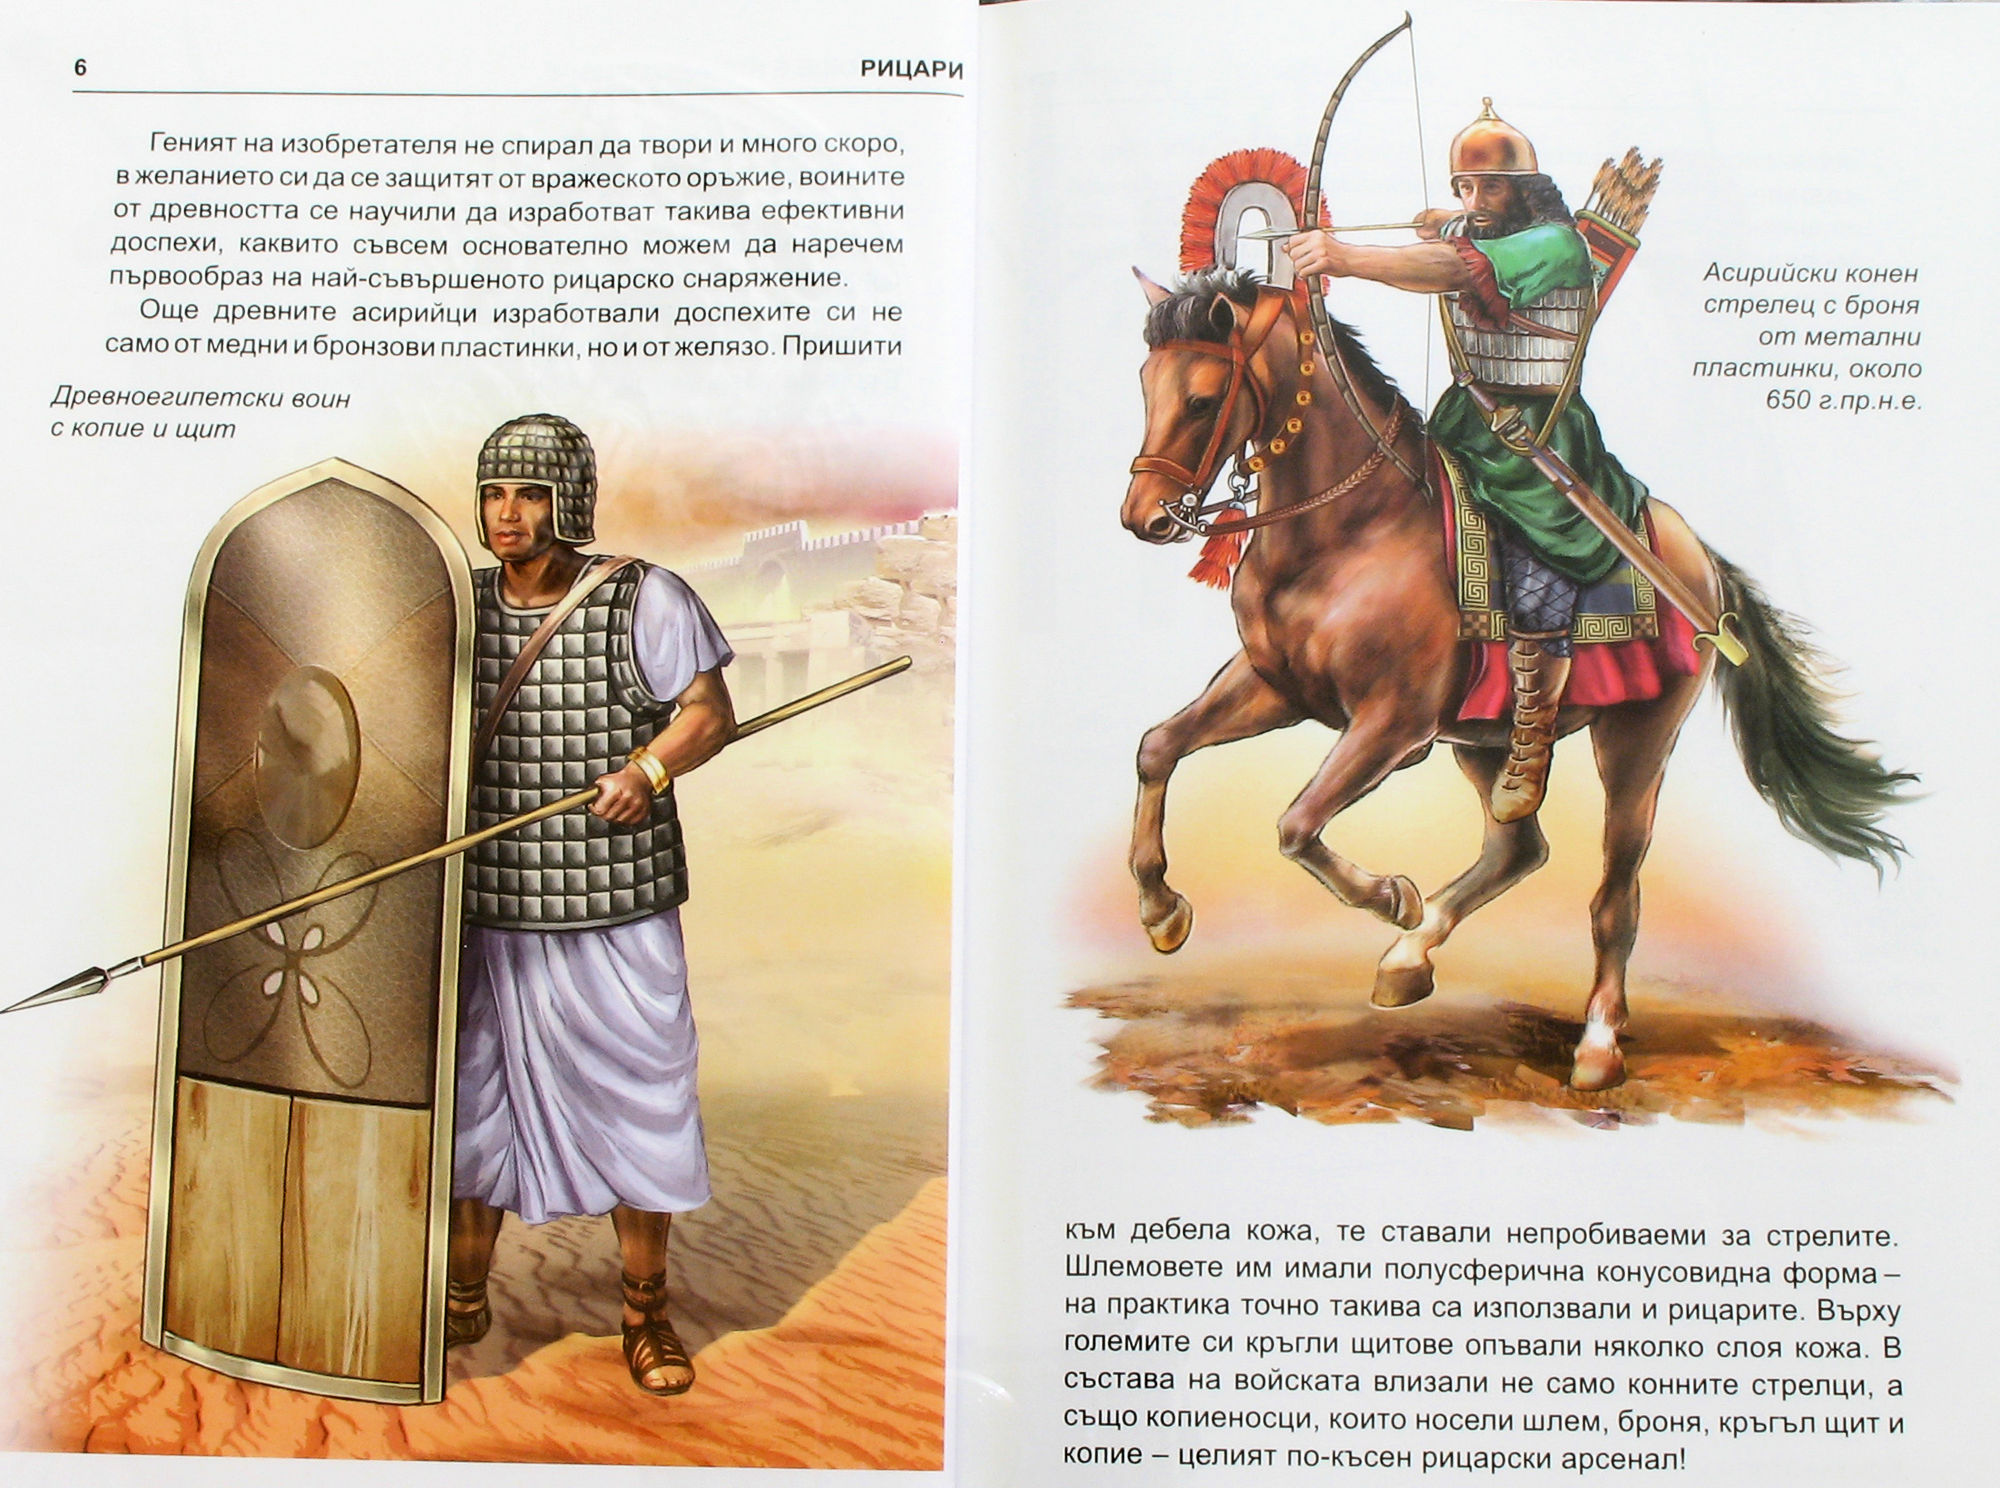 6
РИЦАРИ
Геният на изобретателя не спирал да твори и много скоро,
в желанието си да се защитят от вражеското оръжие, воините
от древността се научили да изработват такива ефективни
доспехи, каквито съвсем основателно можем да наречем
първообраз на най-съвършеното рицарско снаряжение.
Още древните асирийци изработвали доспехите си не
само от медни и бронзови пластинки, но и от желязо. Пришити
Древноегипетски воин
с копие и щит
Асирийски конен
стрелец с броня
от метални
пластинки, около
650 г.пр.н.е.
към дебела кожа, те ставали непробиваеми за стрелите.
Шлемовете им имали полусферична конусовидна форма –
на практика точно такива са използвали и рицарите. Върху
големите си кръгли щитове опъвали няколко слоя кожа. В
състава на войската влизали не само конните стрелци, а
също копиеносци, които носели шлем, броня, кръгъл щит и
копие – целият по-късен рицарски арсенал!